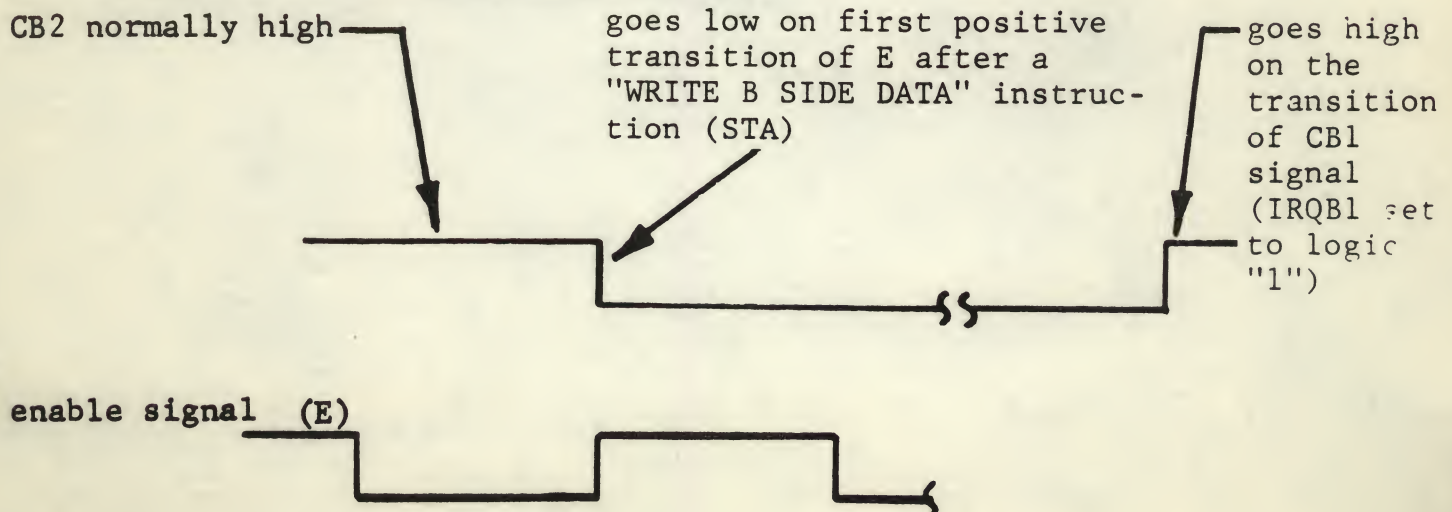 CB2 normally high
goes low on first positive
transition of E after a
"WRITE B SIDE DATA" instruc-
tion (STA)
goes high
on the
transition
of CB1
signal
(IRQB1 set
to logic
"1")
enable signal (E)